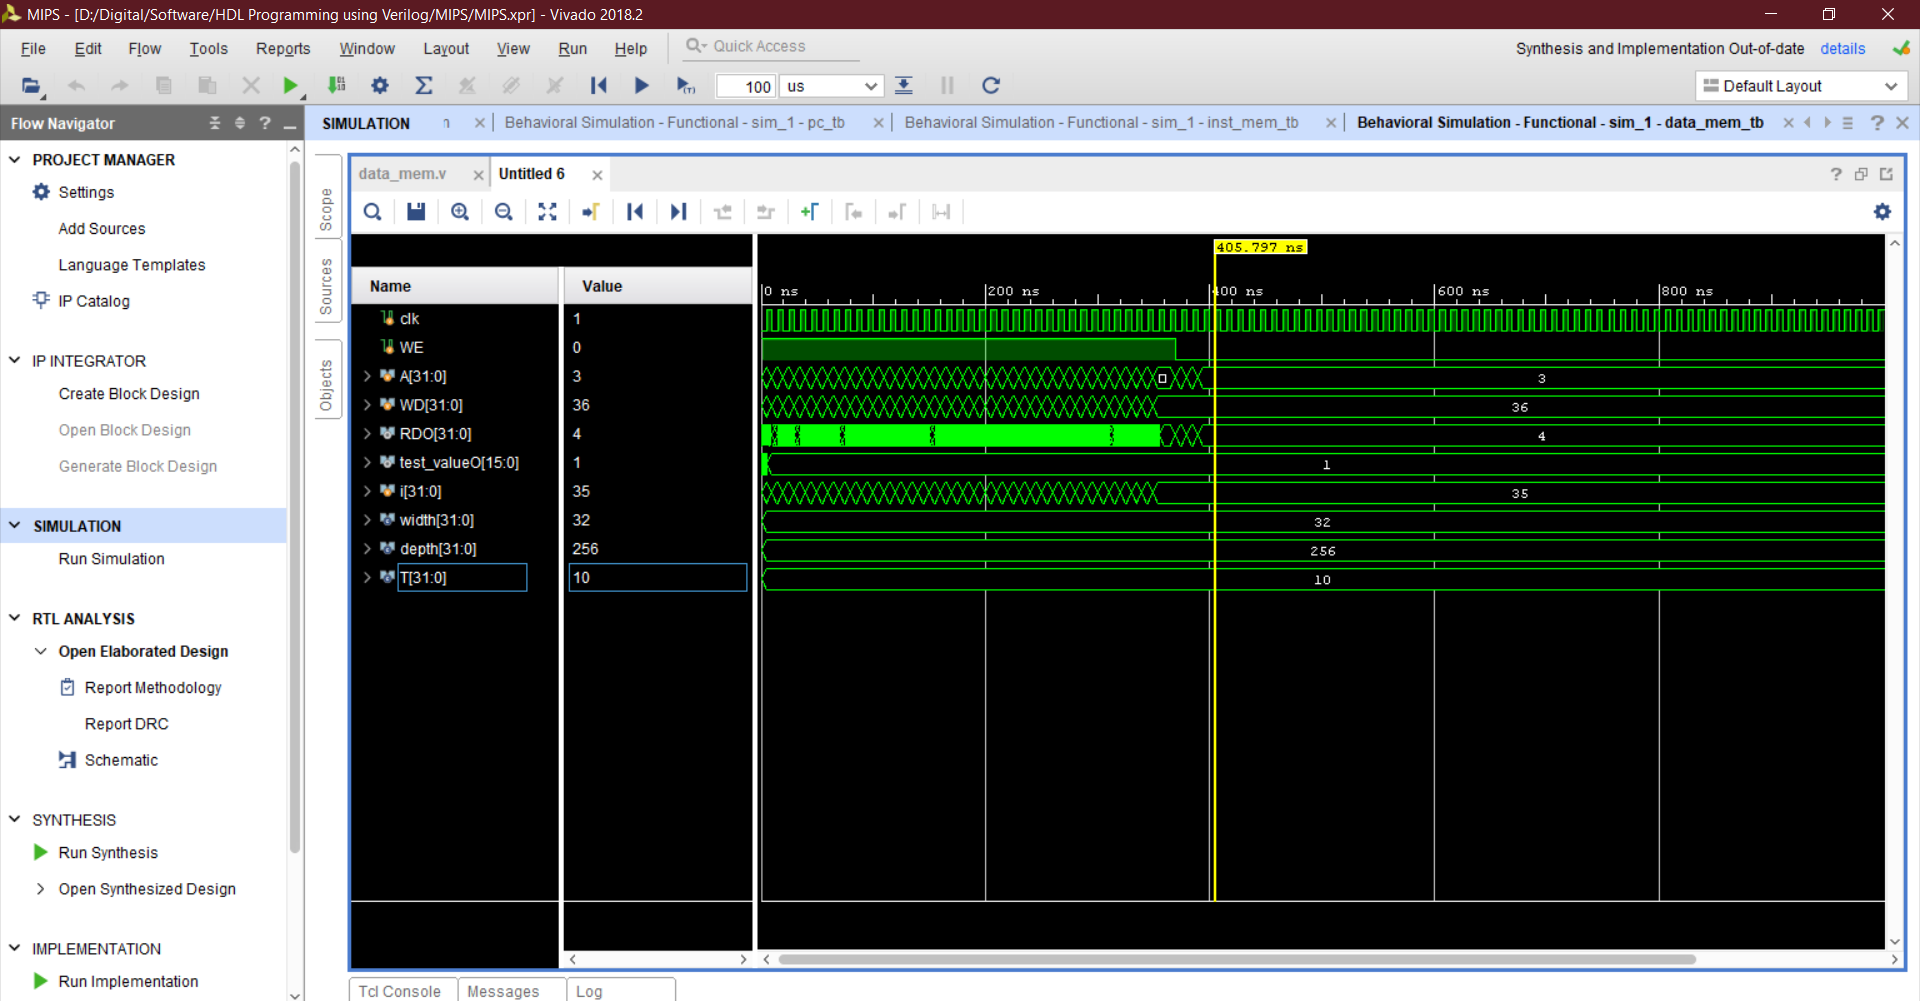 MIPS - [D:/Digital/Software/HDL Programming using Verilog/MIPS/MIPS.xpr] - Vivado 2018.2
File Edit Flow Tools Reports Window Layout View Run Help Quick Access
Synthesis and Implementation Out-of-date details
100 us
Default Layout
Flow Navigator
SIMULATION n Behavioral Simulation - Functional - sim_1 - pc_tb Behavioral Simulation - Functional - sim_1 - inst_mem_tb Behavioral Simulation - Functional - sim_1 - data_mem_tb
PROJECT MANAGER
Settings
Add Sources
Language Templates
IP Catalog
IP INTEGRATOR
Create Block Design
Open Block Design
Generate Block Design
SIMULATION
Run Simulation
RTL ANALYSIS
Open Elaborated Design
Report Methodology
Report DRC
Schematic
SYNTHESIS
Run Synthesis
Open Synthesized Design
IMPLEMENTATION
Run Implementation
Scope
Sources
Objects
data_mem.v Untitled 6
405.797 ns
Name Value
0 ns 200 ns 400 ns 600 ns 800 ns
clk 1
WE 0
A[31:0] 3 3
WD[31:0] 36 36
RDO[31:0] 4 4
test_valueO[15:0] 1 1
i[31:0] 35 35
width[31:0] 32 32
depth[31:0] 256 256
T[31:0] 10 10
Tcl Console Messages Log